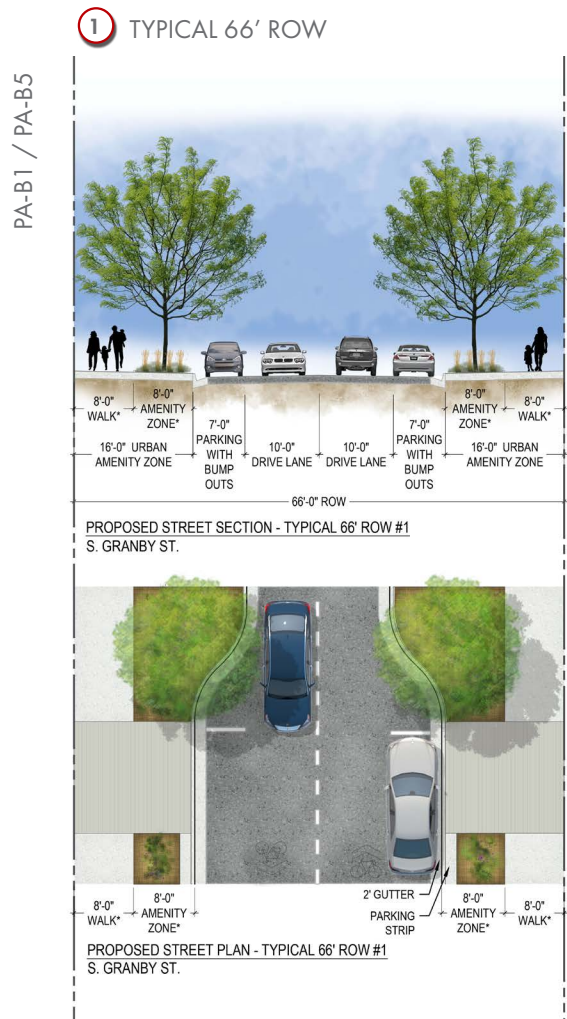 1 TYPICAL 66’ ROW
PA-B1 / PA-B5
8'-0"
WALK*
8'-0"
AMENITY
ZONE*
16'-0" URBAN
AMENITY ZONE
7'-0"
PARKING
WITH
BUMP
OUTS
10'-0"
DRIVE LANE
10'-0"
DRIVE LANE
7'-0"
PARKING
WITH
BUMP
OUTS
8'-0"
AMENITY
ZONE*
8'-0"
WALK*
16'-0" URBAN
AMENITY ZONE
66'-0" ROW
PROPOSED STREET SECTION - TYPICAL 66' ROW #1
S. GRANBY ST.
2' GUTTER
PARKING
STRIP
8'-0"
WALK*
8'-0"
AMENITY
ZONE*
8'-0"
AMENITY
ZONE*
8'-0"
WALK*
PROPOSED STREET PLAN - TYPICAL 66' ROW #1
S. GRANBY ST.